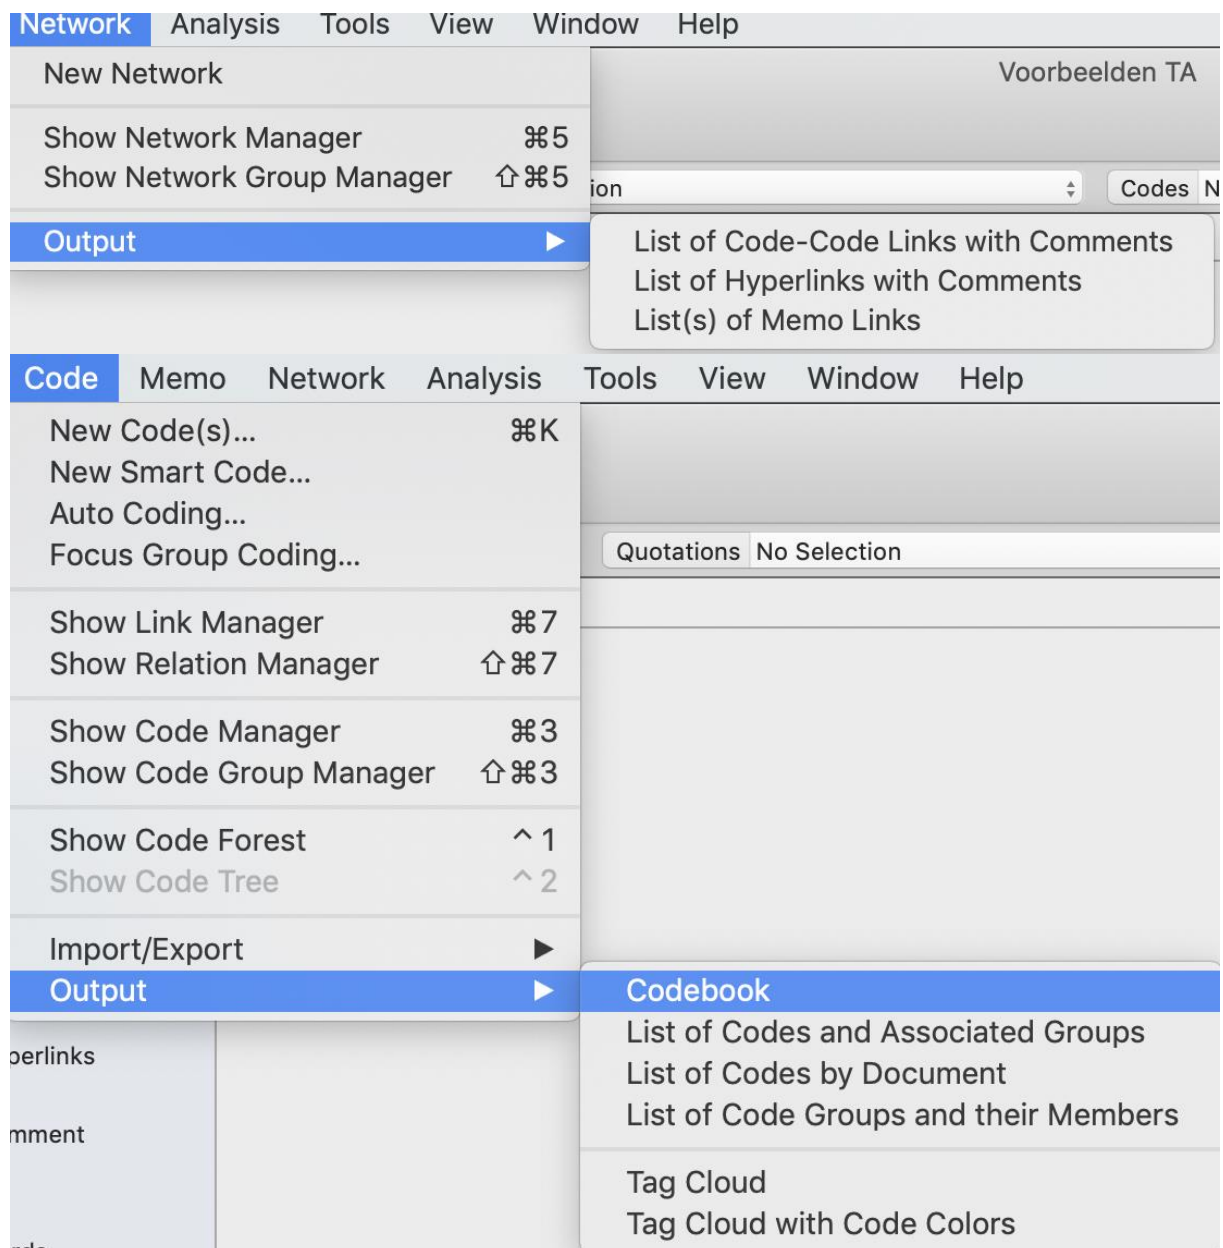 Network Analysis Tools View Window Help
New Network
Voorbeelden TA
Show Network Manager ⌘5
Show Network Group Manager ⇧⌘5
Codes
Output ▶
List of Code-Code Links with Comments
List of Hyperlinks with Comments
List(s) of Memo Links
Code Memo Network Analysis Tools View Window Help
New Code(s)... ⌘K
New Smart Code...
Auto Coding...
Focus Group Coding...
Quotations No Selection
Show Link Manager ⌘7
Show Relation Manager ⇧⌘7
Show Code Manager ⌘3
Show Code Group Manager ⇧⌘3
Show Code Forest ^1
Show Code Tree ^2
Import/Export ▶
Output ▶
Codebook
List of Codes and Associated Groups
List of Codes by Document
List of Code Groups and their Members
Tag Cloud
Tag Cloud with Code Colors
perlinks
mment